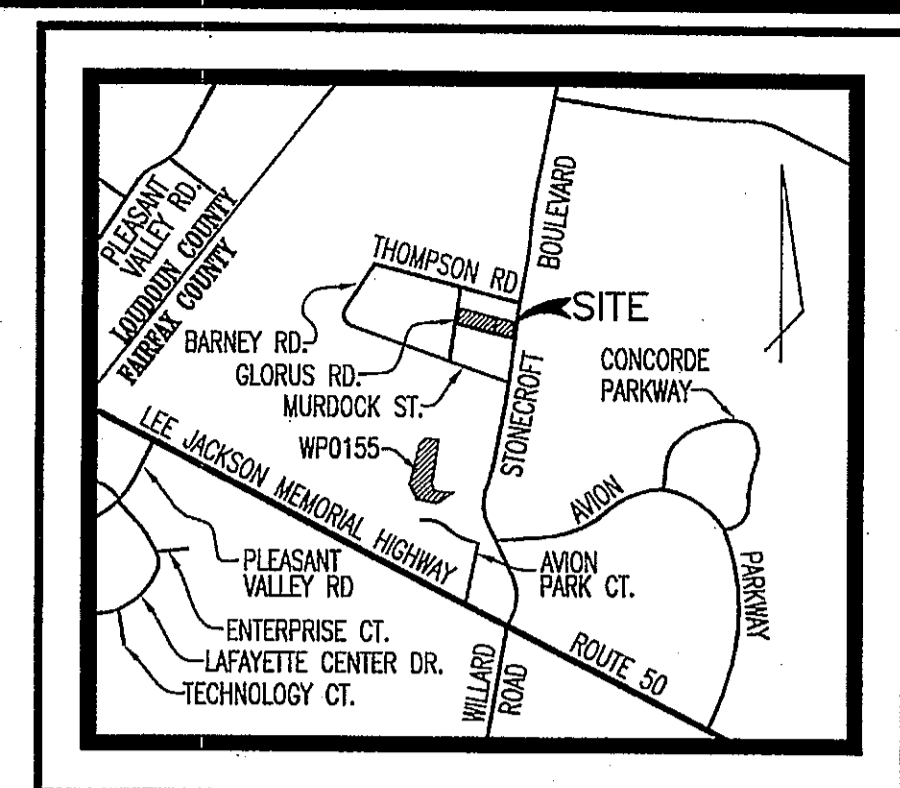 PLEASANT
VALLEY RD.
LOUDOUN COUNTY
FAIRFAX COUNTY
THOMPSON RD
BOULEVARD
SITE
BARNEY RD.
GLORUS RD.
MURDOCK ST.
CONCORDE
PARKWAY
STONECROFT
WP0155
LEE JACKSON MEMORIAL HIGHWAY
AVION
PARKWAY
PLEASANT
VALLEY RD
AVION
PARK CT.
ENTERPRISE CT.
LAFAYETTE CENTER DR.
TECHNOLOGY CT.
WILLARD
ROAD
ROUTE 50